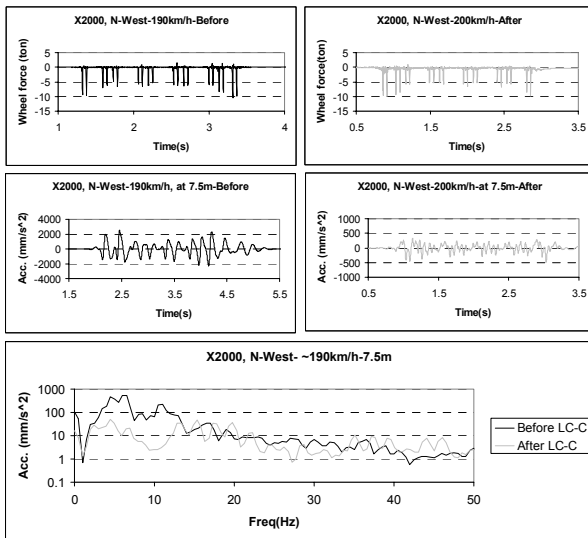 X2000, N-West-190km/h-Before
Wheel force (ton)
5
0
-5
-10
-15
1 2 3 4
Time(s)
X2000, N-West-200km/h-After
Wheel force(ton)
5
0
-5
-10
-15
0.5 1.5 2.5 3.5
Time(s)
X2000, N-West-190km/h, at 7.5m-Before
Acc. (mm/s^2)
4000
2000
0
-2000
-4000
1.5 2.5 3.5 4.5 5.5
Time(s)
X2000, N-West-200km/h-at 7.5m-After
Acc. (mm/s^2)
1000
500
0
-500
-1000
0.5 1.5 2.5 3.5
Time(s)
X2000, N-West- ~190km/h-7.5m
Acc. (mm/s^2)
1000
100
10
1
0.1
0 10 20 30 40 50
Freq(Hz)
Before LC-C
After LC-C